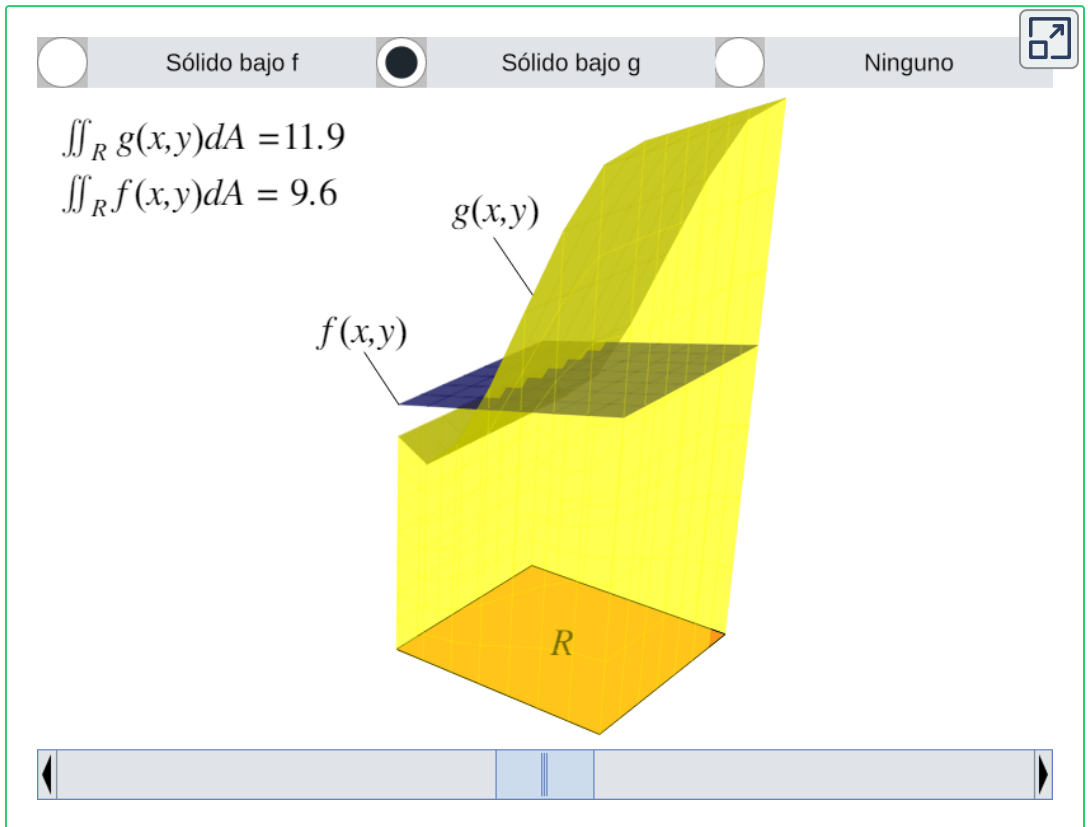 Sólido bajo f Sólido bajo g Ninguno
∬_R g(x,y)dA =11.9
∬_R f(x,y)dA = 9.6
g(x,y)
f(x,y)
R